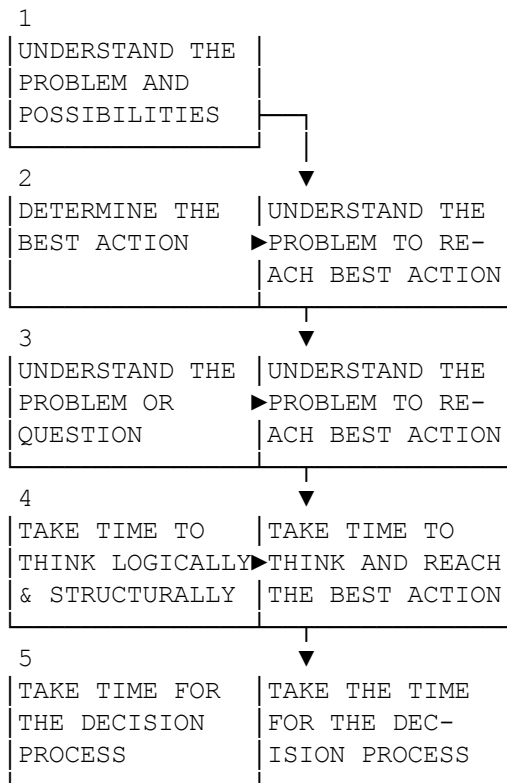 1
UNDERSTAND THE
PROBLEM AND
POSSIBILITIES
2
DETERMINE THE UNDERSTAND THE
BEST ACTION PROBLEM TO RE-
ACH BEST ACTION
3
UNDERSTAND THE UNDERSTAND THE
PROBLEM OR PROBLEM TO RE-
QUESTION ACH BEST ACTION
4
TAKE TIME TO TAKE TIME TO
THINK LOGICALLY THINK AND REACH
& STRUCTURALLY THE BEST ACTION
5
TAKE TIME FOR TAKE THE TIME
THE DECISION FOR THE DEC-
PROCESS ISION PROCESS